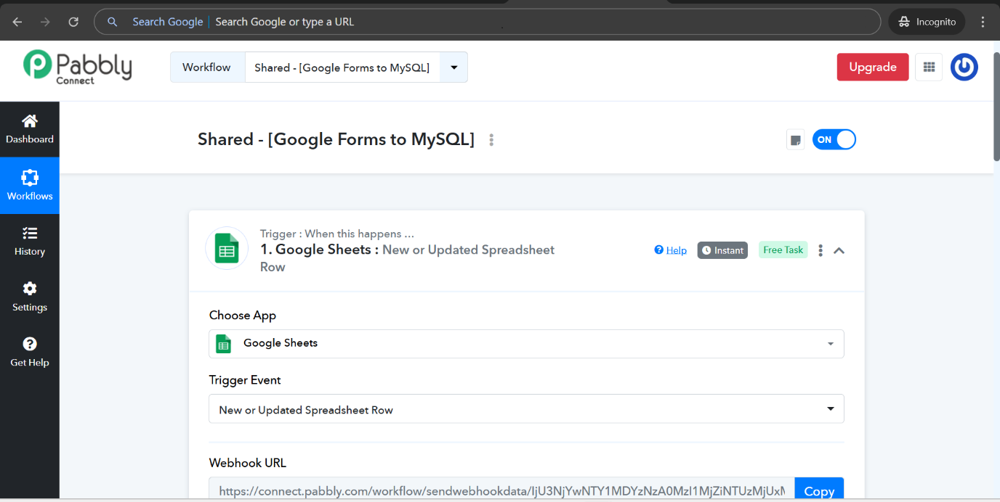 Search Google Search Google or type a URL Incognito
Pabbly
Connect
Workflow Shared - [Google Forms to MySQL] Upgrade
Dashboard
Shared - [Google Forms to MySQL] ON
Workflows
History
Settings
Get Help
Trigger : When this happens ...
1. Google Sheets : New or Updated Spreadsheet
Row
Help Instant Free Task
Choose App
Google Sheets
Trigger Event
New or Updated Spreadsheet Row
Webhook URL
https://connect.pabbly.com/workflow/sendwebhookdata/IjU3NjYwNTY1MDYzNzA0MzI1MjZiNTUzMjUxM Copy